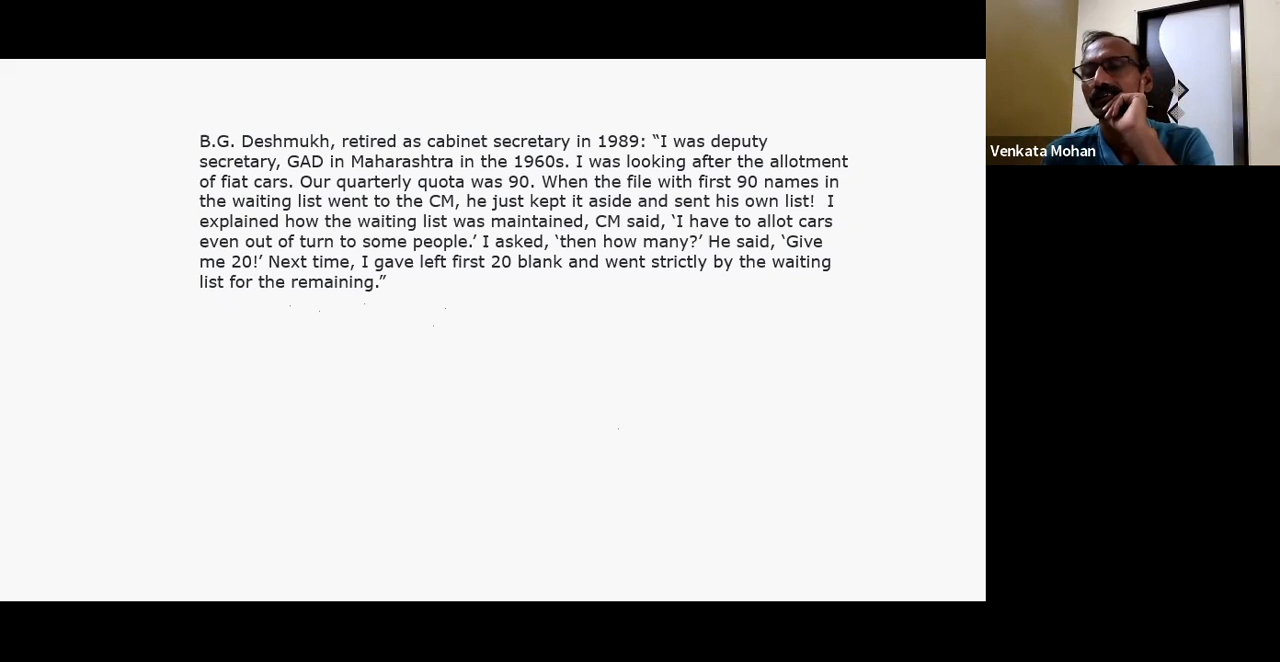 B.G. Deshmukh, retired as cabinet secretary in 1989: “I was deputy
secretary, GAD in Maharashtra in the 1960s. I was looking after the allotment
of fiat cars. Our quarterly quota was 90. When the file with first 90 names in
the waiting list went to the CM, he just kept it aside and sent his own list!  I
explained how the waiting list was maintained, CM said, ‘I have to allot cars
even out of turn to some people.’ I asked, ‘then how many?’ He said, ‘Give
me 20!’ Next time, I gave left first 20 blank and went strictly by the waiting
list for the remaining.”
Venkata Mohan